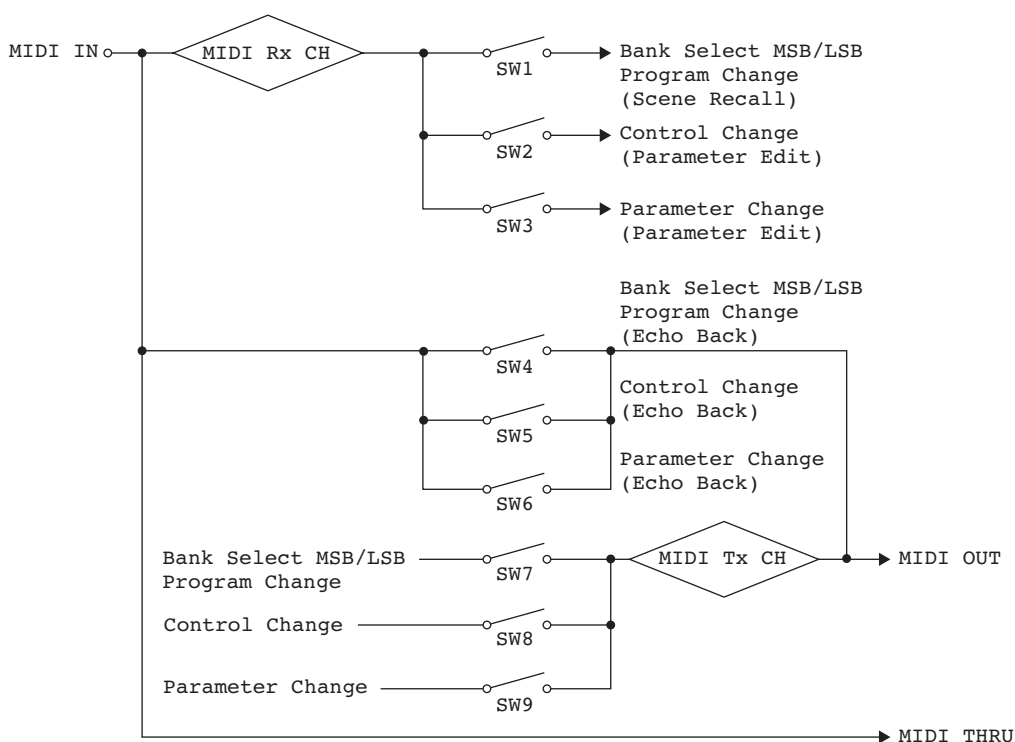 MIDI IN
MIDI Rx CH
SW1
Bank Select MSB/LSB
Program Change
(Scene Recall)
SW2
Control Change
(Parameter Edit)
SW3
Parameter Change
(Parameter Edit)
Bank Select MSB/LSB
Program Change
(Echo Back)
SW4
Control Change
(Echo Back)
SW5
Parameter Change
(Echo Back)
SW6
Bank Select MSB/LSB
Program Change
SW7
MIDI Tx CH
MIDI OUT
Control Change
SW8
Parameter Change
SW9
MIDI THRU